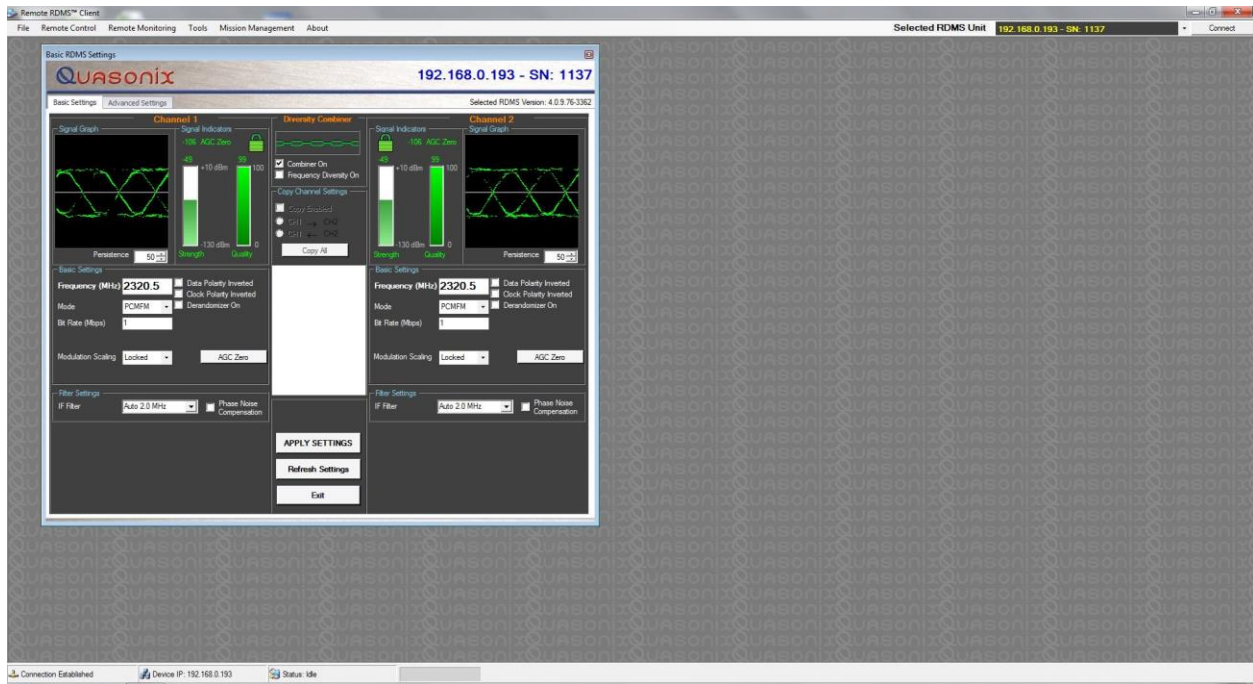 Remote RDMS™ Client
File Remote Control Remote Monitoring Tools Mission Management About
Selected RDMS Unit 192.168.0.193 - SN: 1137 Connect
Basic RDMS Settings
Quasonix 192.168.0.193 - SN: 1137
Basic Settings Advanced Settings Selected RDMS Version: 4.0.9.76-3362
Channel 1
Signal Graph
Signal Indicators
-106 AGC Zero
-49 99
+10 dBm 100
-130 dBm 0
Strength Quality
Persistence 50
Basic Settings
Frequency (MHz) 2320.5
Data Polarity Inverted
Clock Polarity Inverted
Mode PCMFM
Derandomizer On
Bit Rate (Mbps) 1
Modulation Scaling Locked AGC Zero
Filter Settings
IF Filter Auto 2.0 MHz
Phase Noise
Compensation
Diversity Combiner
Combiner On
Frequency Diversity On
Copy Channel Settings
Copy Enabled
CH1 → CH2
CH1 ← CH2
Copy All
APPLY SETTINGS
Refresh Settings
Exit
Channel 2
Signal Indicators
Signal Graph
-106 AGC Zero
-49 99
+10 dBm 100
-130 dBm 0
Strength Quality
Persistence 50
Basic Settings
Frequency (MHz) 2320.5
Data Polarity Inverted
Clock Polarity Inverted
Mode PCMFM
Derandomizer On
Bit Rate (Mbps) 1
Modulation Scaling Locked AGC Zero
Filter Settings
IF Filter Auto 2.0 MHz
Phase Noise
Compensation
Connection Established Device IP: 192.168.0.193 Status: Idle